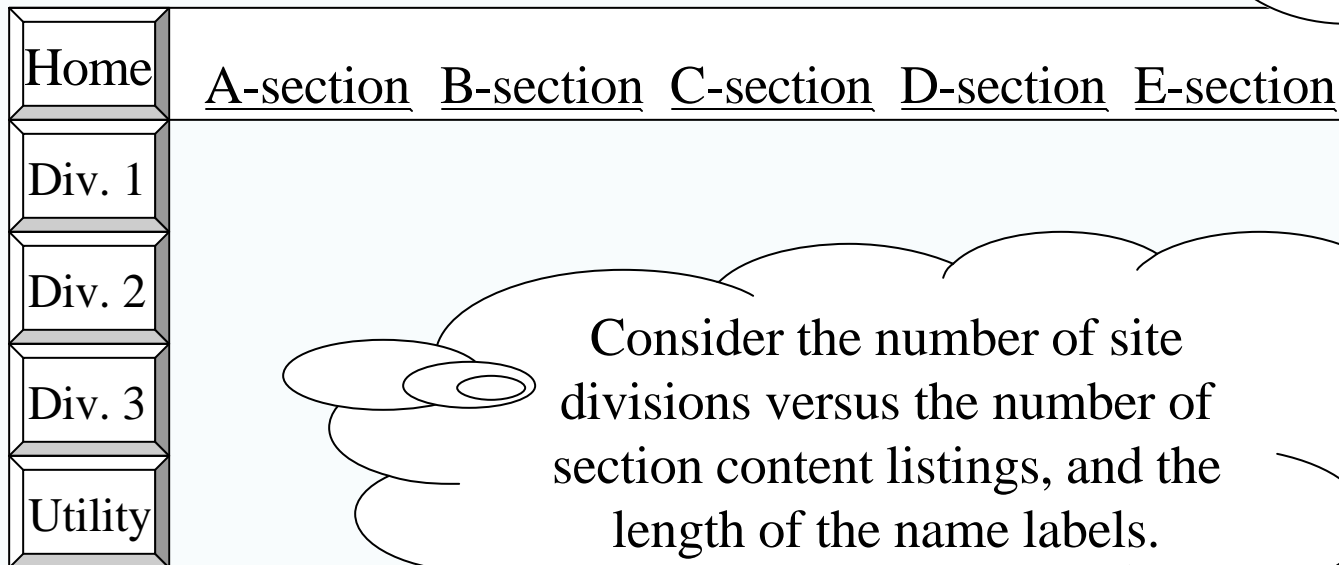 Home
A-section B-section C-section D-section E-section
Div. 1
Div. 2
Div. 3
Utility
Consider the number of site
divisions versus the number of
section content listings, and the
length of the name labels.